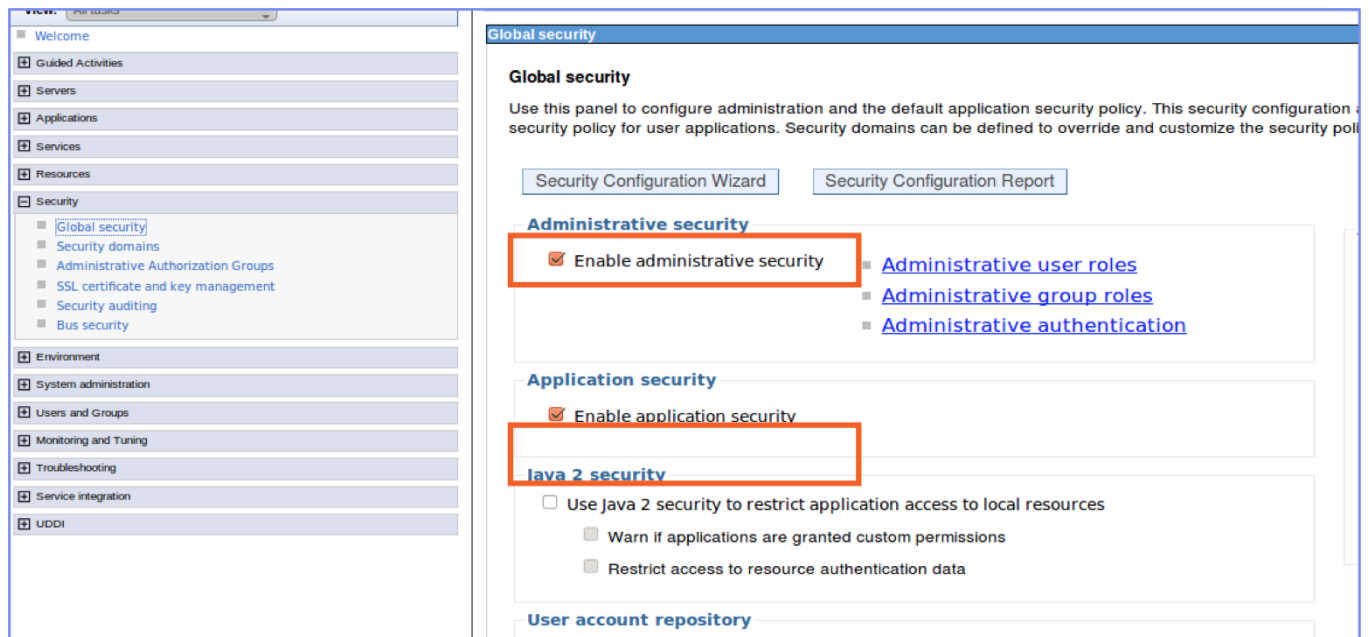 View: All tasks
Welcome
Guided Activities
Servers
Applications
Services
Resources
Security
Global security
Security domains
Administrative Authorization Groups
SSL certificate and key management
Security auditing
Bus security
Environment
System administration
Users and Groups
Monitoring and Tuning
Troubleshooting
Service integration
UDDI
Global security
Global security
Use this panel to configure administration and the default application security policy. This security configuration
security policy for user applications. Security domains can be defined to override and customize the security poli
Security Configuration Wizard Security Configuration Report
Administrative security
Enable administrative security
Administrative user roles
Administrative group roles
Administrative authentication
Application security
Enable application security
Java 2 security
Use Java 2 security to restrict application access to local resources
Warn if applications are granted custom permissions
Restrict access to resource authentication data
User account repository